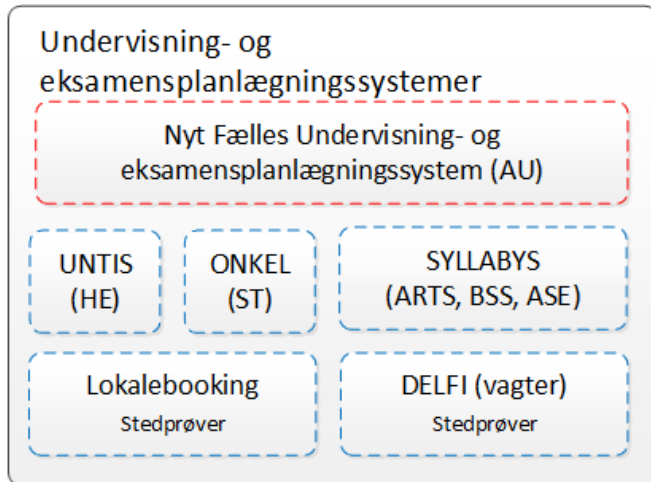 Undervisning- og
eksamensplanlægningssystemer
Nyt Fælles Undervisning- og
eksamensplanlægningssystem (AU)
UNTIS
(HE)
ONKEL
(ST)
SYLLABYS
(ARTS, BSS, ASE)
Lokalebooking
Stedprøver
DELFI (vagter)
Stedprøver